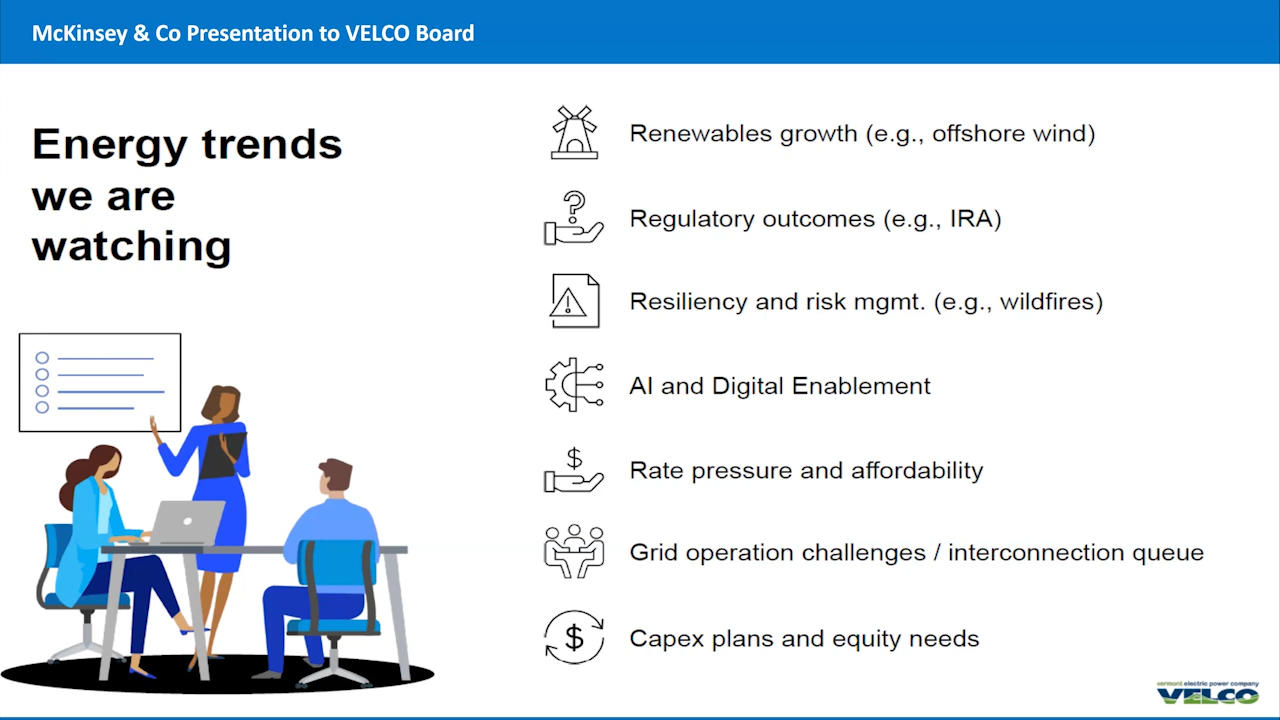 McKinsey & Co Presentation to VELCO Board
Energy trends
we are
watching
Renewables growth (e.g., offshore wind)
Regulatory outcomes (e.g., IRA)
Resiliency and risk mgmt. (e.g., wildfires)
AI and Digital Enablement
Rate pressure and affordability
Grid operation challenges / interconnection queue
Capex plans and equity needs
vermont electric power company
VELCO